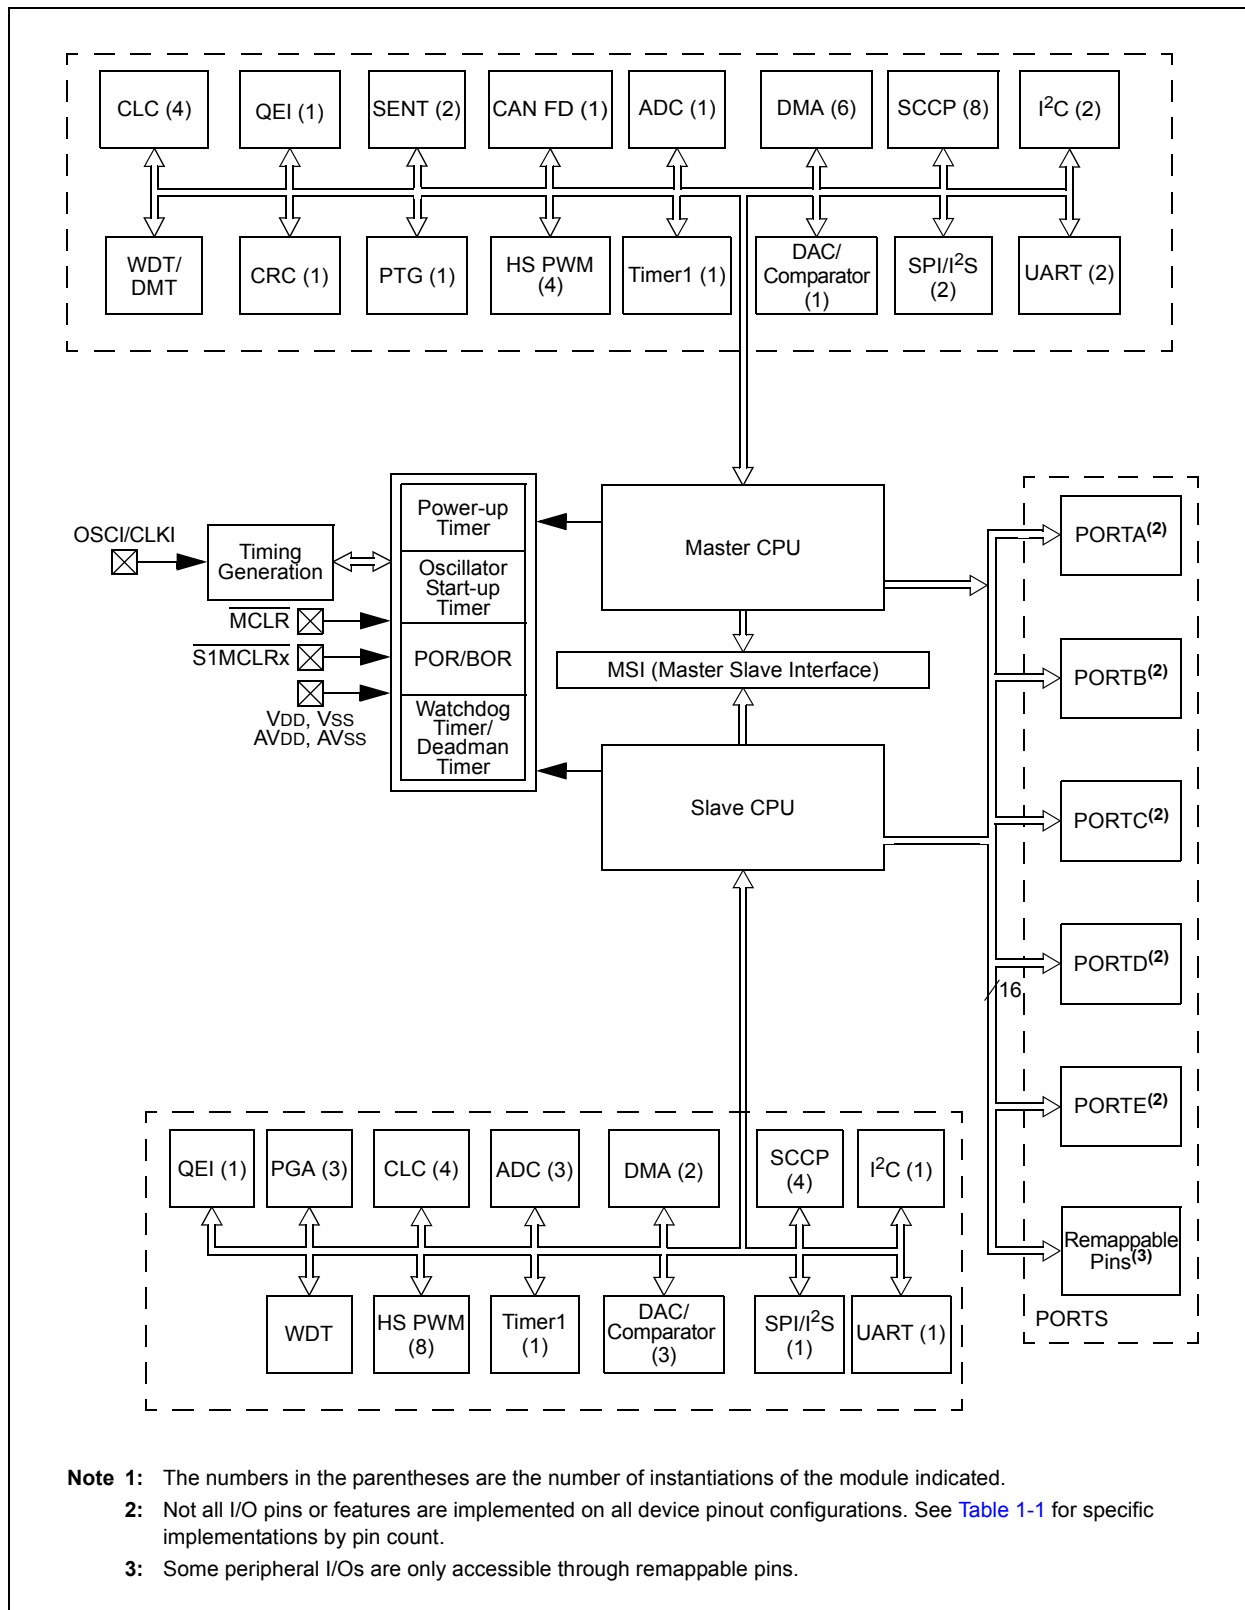 CLC (4)
QEI (1)
SENT (2)
CAN FD (1)
ADC (1)
DMA (6)
SCCP (8)
I²C (2)
WDT/
DMT
CRC (1)
PTG (1)
HS PWM
(4)
Timer1 (1)
DAC/
Comparator
(1)
SPI/I²S
(2)
UART (2)
OSCI/CLKI
Timing
Generation
MCLR
S1MCLRx
VDD, VSS
AVDD, AVSS
Power-up
Timer
Oscillator
Start-up
Timer
POR/BOR
Watchdog
Timer/
Deadman
Timer
Master CPU
MSI (Master Slave Interface)
Slave CPU
PORTA(2)
PORTB(2)
PORTC(2)
PORTD(2)
16
PORTE(2)
Remappable
Pins(3)
PORTS
QEI (1)
PGA (3)
CLC (4)
ADC (3)
DMA (2)
SCCP
(4)
I²C (1)
WDT
HS PWM
(8)
Timer1
(1)
DAC/
Comparator
(3)
SPI/I²S
(1)
UART (1)
Note 1: The numbers in the parentheses are the number of instantiations of the module indicated.
2: Not all I/O pins or features are implemented on all device pinout configurations. See Table 1-1 for specific
implementations by pin count.
3: Some peripheral I/Os are only accessible through remappable pins.